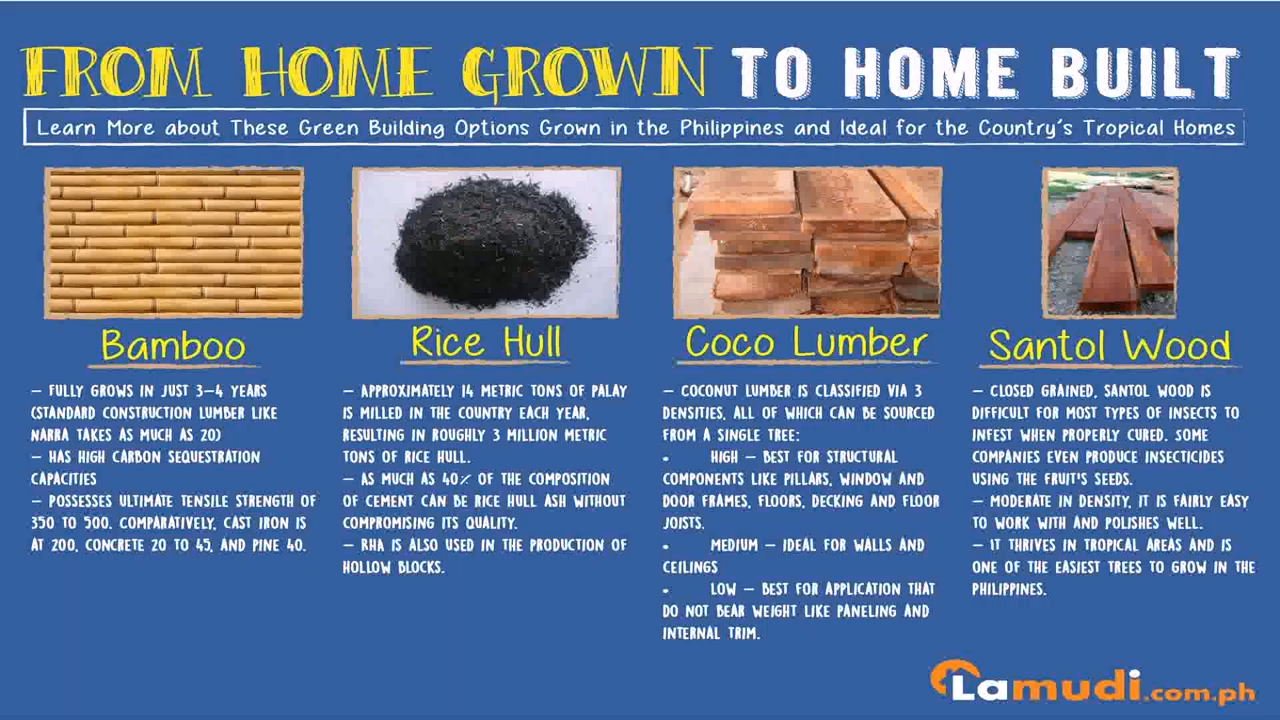 FROM HOME GROWN TO HOME BUILT
Learn More about These Green Building Options Grown in the Philippines and Ideal for the Country's Tropical Homes
Bamboo
– FULLY GROWS IN JUST 3–4 YEARS
(STANDARD CONSTRUCTION LUMBER LIKE
NARRA TAKES AS MUCH AS 20)
– HAS HIGH CARBON SEQUESTRATION
CAPACITIES
– POSSESSES ULTIMATE TENSILE STRENGTH OF
350 TO 500. COMPARATIVELY, CAST IRON IS
AT 200, CONCRETE 20 TO 45, AND PINE 40.
Rice Hull
– APPROXIMATELY 14 METRIC TONS OF PALAY
IS MILLED IN THE COUNTRY EACH YEAR,
RESULTING IN ROUGHLY 3 MILLION METRIC
TONS OF RICE HULL.
– AS MUCH AS 40% OF THE COMPOSITION
OF CEMENT CAN BE RICE HULL ASH WITHOUT
COMPROMISING ITS QUALITY.
– RHA IS ALSO USED IN THE PRODUCTION OF
HOLLOW BLOCKS.
Coco Lumber
– COCONUT LUMBER IS CLASSIFIED VIA 3
DENSITIES, ALL OF WHICH CAN BE SOURCED
FROM A SINGLE TREE:
• HIGH – BEST FOR STRUCTURAL
COMPONENTS LIKE PILLARS, WINDOW AND
DOOR FRAMES, FLOORS, DECKING AND FLOOR
JOISTS.
• MEDIUM – IDEAL FOR WALLS AND
CEILINGS
• LOW – BEST FOR APPLICATION THAT
DO NOT BEAR WEIGHT LIKE PANELING AND
INTERNAL TRIM.
Santol Wood
– CLOSED GRAINED, SANTOL WOOD IS
DIFFICULT FOR MOST TYPES OF INSECTS TO
INFEST WHEN PROPERLY CURED. SOME
COMPANIES EVEN PRODUCE INSECTICIDES
USING THE FRUIT'S SEEDS.
– MODERATE IN DENSITY, IT IS FAIRLY EASY
TO WORK WITH AND POLISHES WELL.
– IT THRIVES IN TROPICAL AREAS AND IS
ONE OF THE EASIEST TREES TO GROW IN THE
PHILIPPINES.
Lamudi.com.ph